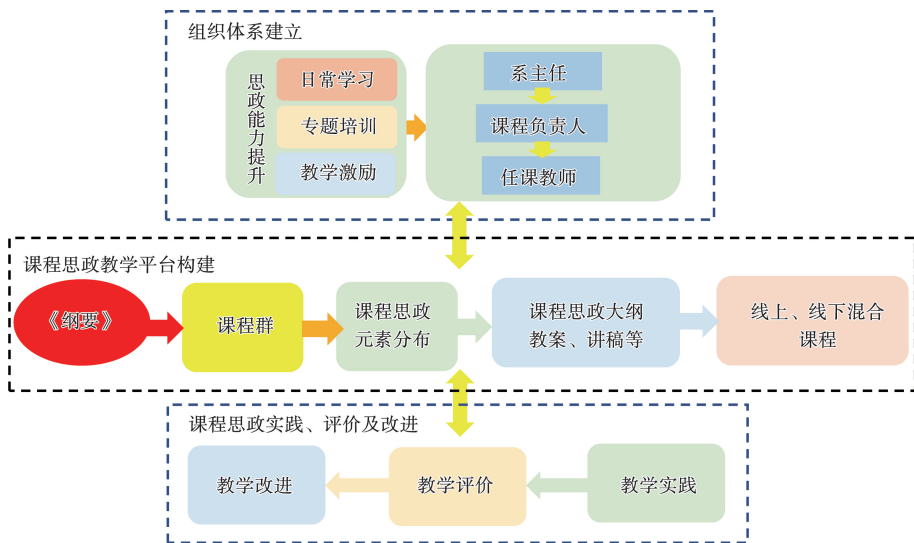 组织体系建立
思政能力提升
日常学习
专题培训
教学激励
系主任
课程负责人
任课教师
课程思政教学平台构建
《纲要》
课程群
课程思政
元素分布
课程思政大纲
教案、讲稿等
线上、线下混合
课程
课程思政实践、评价及改进
教学改进
教学评价
教学实践